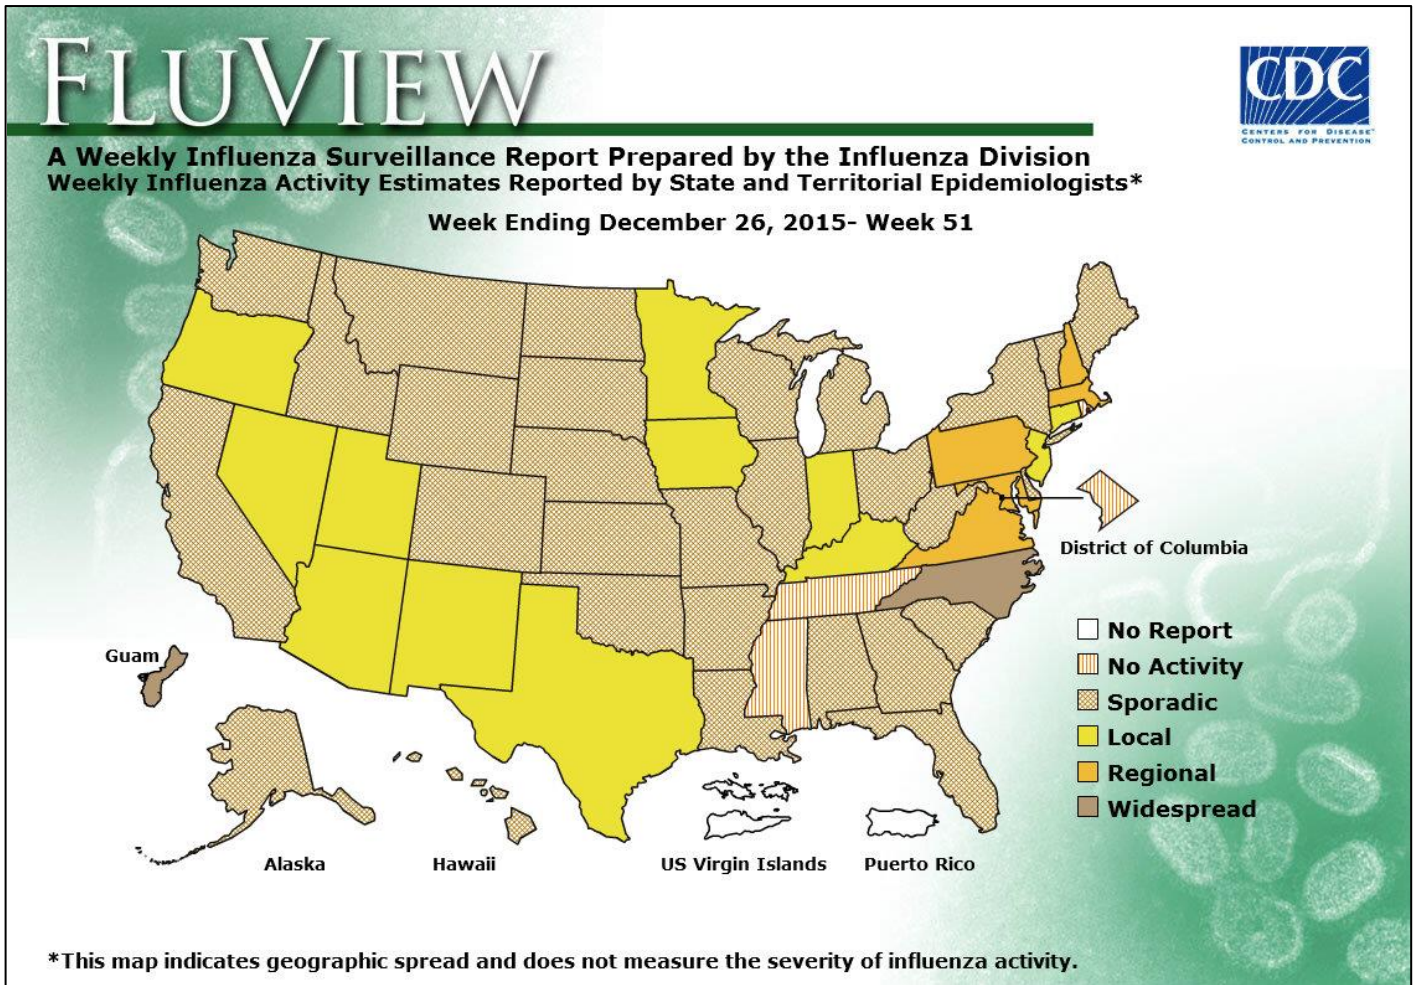 FLUVIEW
CDC
CENTERS FOR DISEASE
CONTROL AND PREVENTION
A Weekly Influenza Surveillance Report Prepared by the Influenza Division
Weekly Influenza Activity Estimates Reported by State and Territorial Epidemiologists*
Week Ending December 26, 2015- Week 51
District of Columbia
No Report
No Activity
Sporadic
Local
Regional
Widespread
Guam
Alaska
Hawaii
US Virgin Islands
Puerto Rico
*This map indicates geographic spread and does not measure the severity of influenza activity.